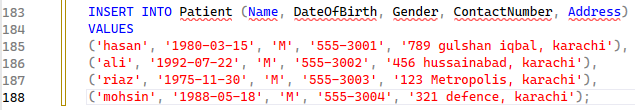 183 INSERT INTO Patient (Name, DateOfBirth, Gender, ContactNumber, Address)
184 VALUES
185 ('hasan', '1980-03-15', 'M', '555-3001', '789 gulshan iqbal, karachi'),
186 ('ali', '1992-07-22', 'M', '555-3002', '456 hussainabad, karachi'),
187 ('riaz', '1975-11-30', 'M', '555-3003', '123 Metropolis, karachi'),
188 ('mohsin', '1988-05-18', 'M', '555-3004', '321 defence, karachi');